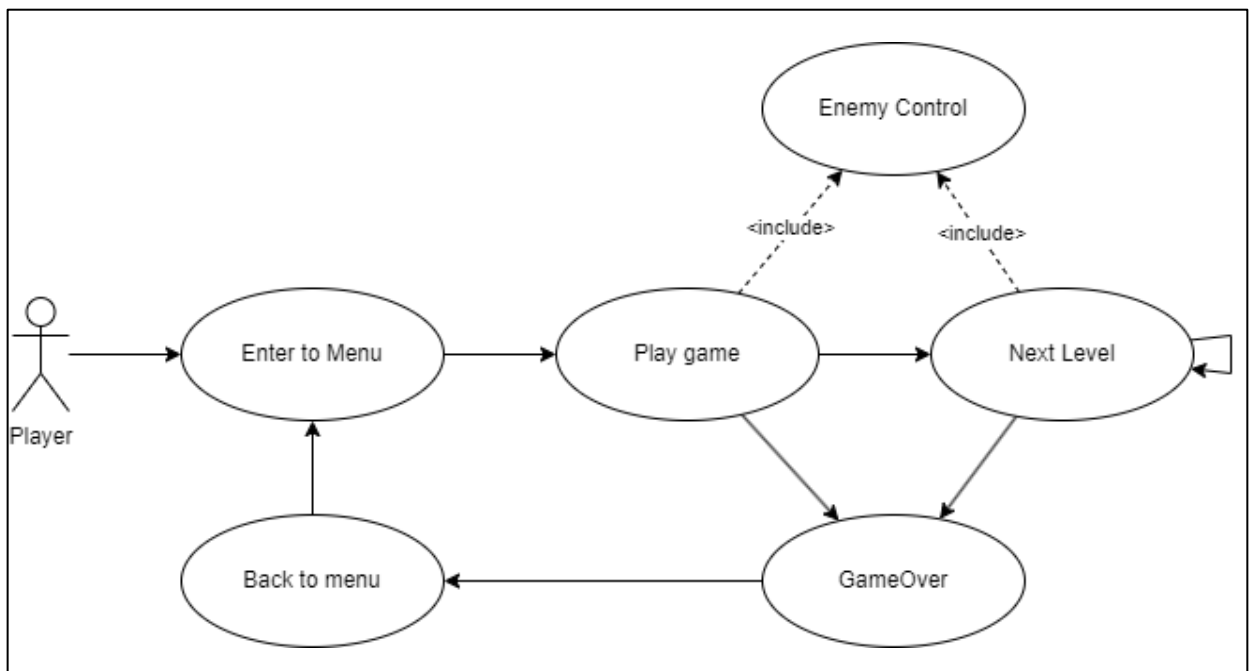 Enemy Control
<include>
<include>
Enter to Menu
Play game
Next Level
Player
Back to menu
GameOver